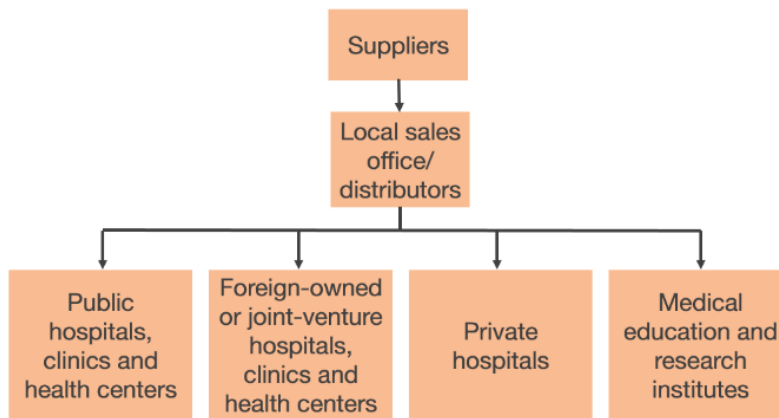 Suppliers
Local sales
office/
distributors
Public
hospitals,
clinics and
health centers
Foreign-owned
or joint-venture
hospitals,
clinics and
health centers
Private
hospitals
Medical
education and
research
institutes